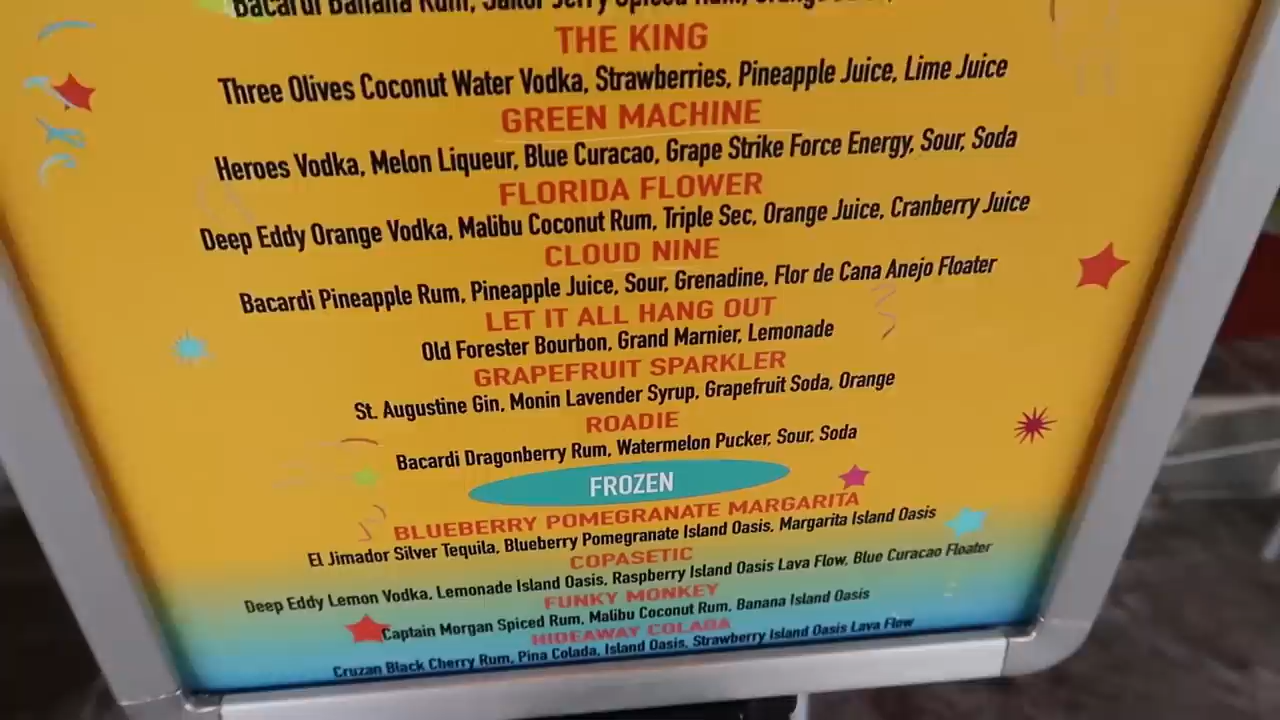 Bacardi Banana Rum, Sailor Jerry Spiced Rum,
THE KING
Three Olives Coconut Water Vodka, Strawberries, Pineapple Juice, Lime Juice
GREEN MACHINE
Heroes Vodka, Melon Liqueur, Blue Curacao, Grape Strike Force Energy, Sour, Soda
FLORIDA FLOWER
Deep Eddy Orange Vodka, Malibu Coconut Rum, Triple Sec, Orange Juice, Cranberry Juice
CLOUD NINE
Bacardi Pineapple Rum, Pineapple Juice, Sour, Grenadine, Flor de Cana Anejo Floater
LET IT ALL HANG OUT
Old Forester Bourbon, Grand Marnier, Lemonade
GRAPEFRUIT SPARKLER
St. Augustine Gin, Monin Lavender Syrup, Grapefruit Soda, Orange
ROADIE
Bacardi Dragonberry Rum, Watermelon Pucker, Sour, Soda
FROZEN
BLUEBERRY POMEGRANATE MARGARITA
El Jimador Silver Tequila, Blueberry Pomegranate Island Oasis, Margarita Island Oasis
COPASETIC
Deep Eddy Lemon Vodka, Lemonade Island Oasis, Raspberry Island Oasis Lava Flow, Blue Curacao Floater
FUNKY MONKEY
Captain Morgan Spiced Rum, Malibu Coconut Rum, Banana Island Oasis
HIDEAWAY COLADA
Cruzan Black Cherry Rum, Pina Colada, Island Oasis, Strawberry Island Oasis Lava Flow